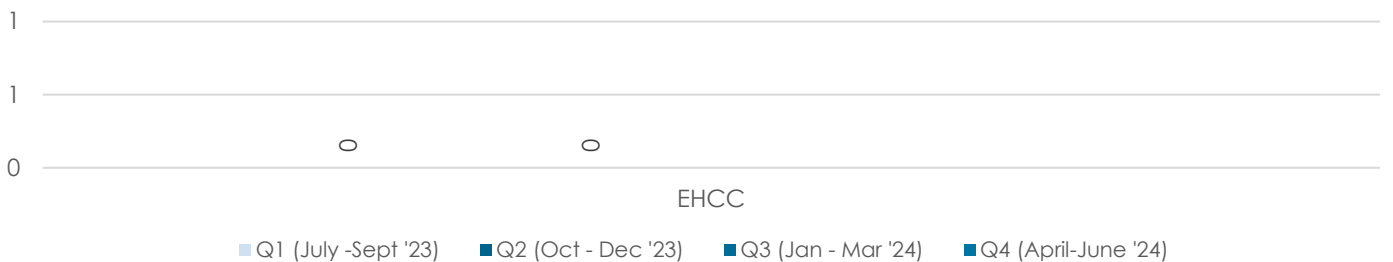 1
1
0 0
0
EHCC
Q1 (July -Sept '23) Q2 (Oct - Dec '23) Q3 (Jan - Mar '24) Q4 (April-June '24)